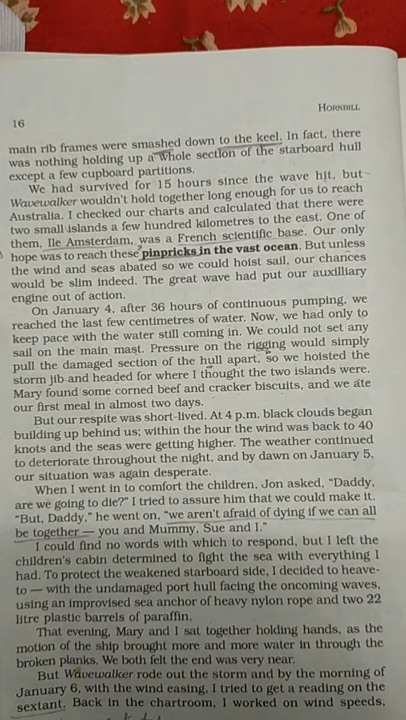 16
HORNBILL
main rib frames were smashed down to the keel. In fact, there
was nothing holding up a whole section of the starboard hull
except a few cupboard partitions.
We had survived for 15 hours since the wave hit, but
Wavewalker wouldn't hold together long enough for us to reach
Australia. I checked our charts and calculated that there were
two small islands a few hundred kilometres to the east. One of
them, Ile Amsterdam, was a French scientific base. Our only
hope was to reach these pinpricks in the vast ocean. But unless
the wind and seas abated so we could hoist sail, our chances
would be slim indeed. The great wave had put our auxilliary
engine out of action.
On January 4, after 36 hours of continuous pumping, we
reached the last few centimetres of water. Now, we had only to
keep pace with the water still coming in. We could not set any
sail on the main mast. Pressure on the rigging would simply
pull the damaged section of the hull apart, so we hoisted the
storm jib and headed for where I thought the two islands were.
Mary found some corned beef and cracker biscuits, and we ate
our first meal in almost two days.
But our respite was short-lived. At 4 p.m. black clouds began
building up behind us; within the hour the wind was back to 40
knots and the seas were getting higher. The weather continued
to deteriorate throughout the night, and by dawn on January 5,
our situation was again desperate.
When I went in to comfort the children, Jon asked, "Daddy,
are we going to die?" I tried to assure him that we could make it.
"But, Daddy," he went on, "we aren't afraid of dying if we can all
be together — you and Mummy, Sue and I."
I could find no words with which to respond, but I left the
children's cabin determined to fight the sea with everything I
had. To protect the weakened starboard side, I decided to heave-
to — with the undamaged port hull facing the oncoming waves,
using an improvised sea anchor of heavy nylon rope and two 22
litre plastic barrels of paraffin.
That evening, Mary and I sat together holding hands, as the
motion of the ship brought more and more water in through the
broken planks. We both felt the end was very near.
But Wavewalker rode out the storm and by the morning of
January 6, with the wind easing, I tried to get a reading on the
sextant. Back in the chartroom, I worked on wind speeds,